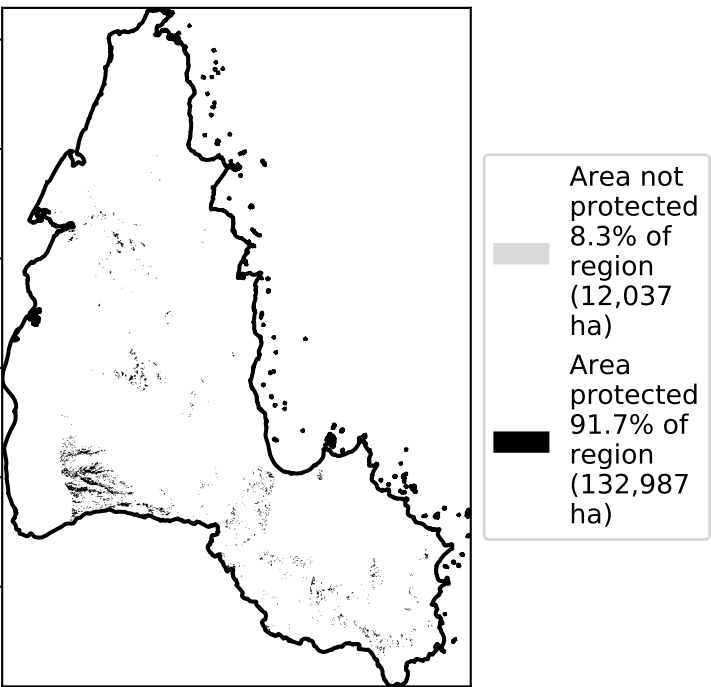 Area not
protected
8.3% of
region
(12,037
ha)
Area
protected
91.7% of
region
(132,987
ha)